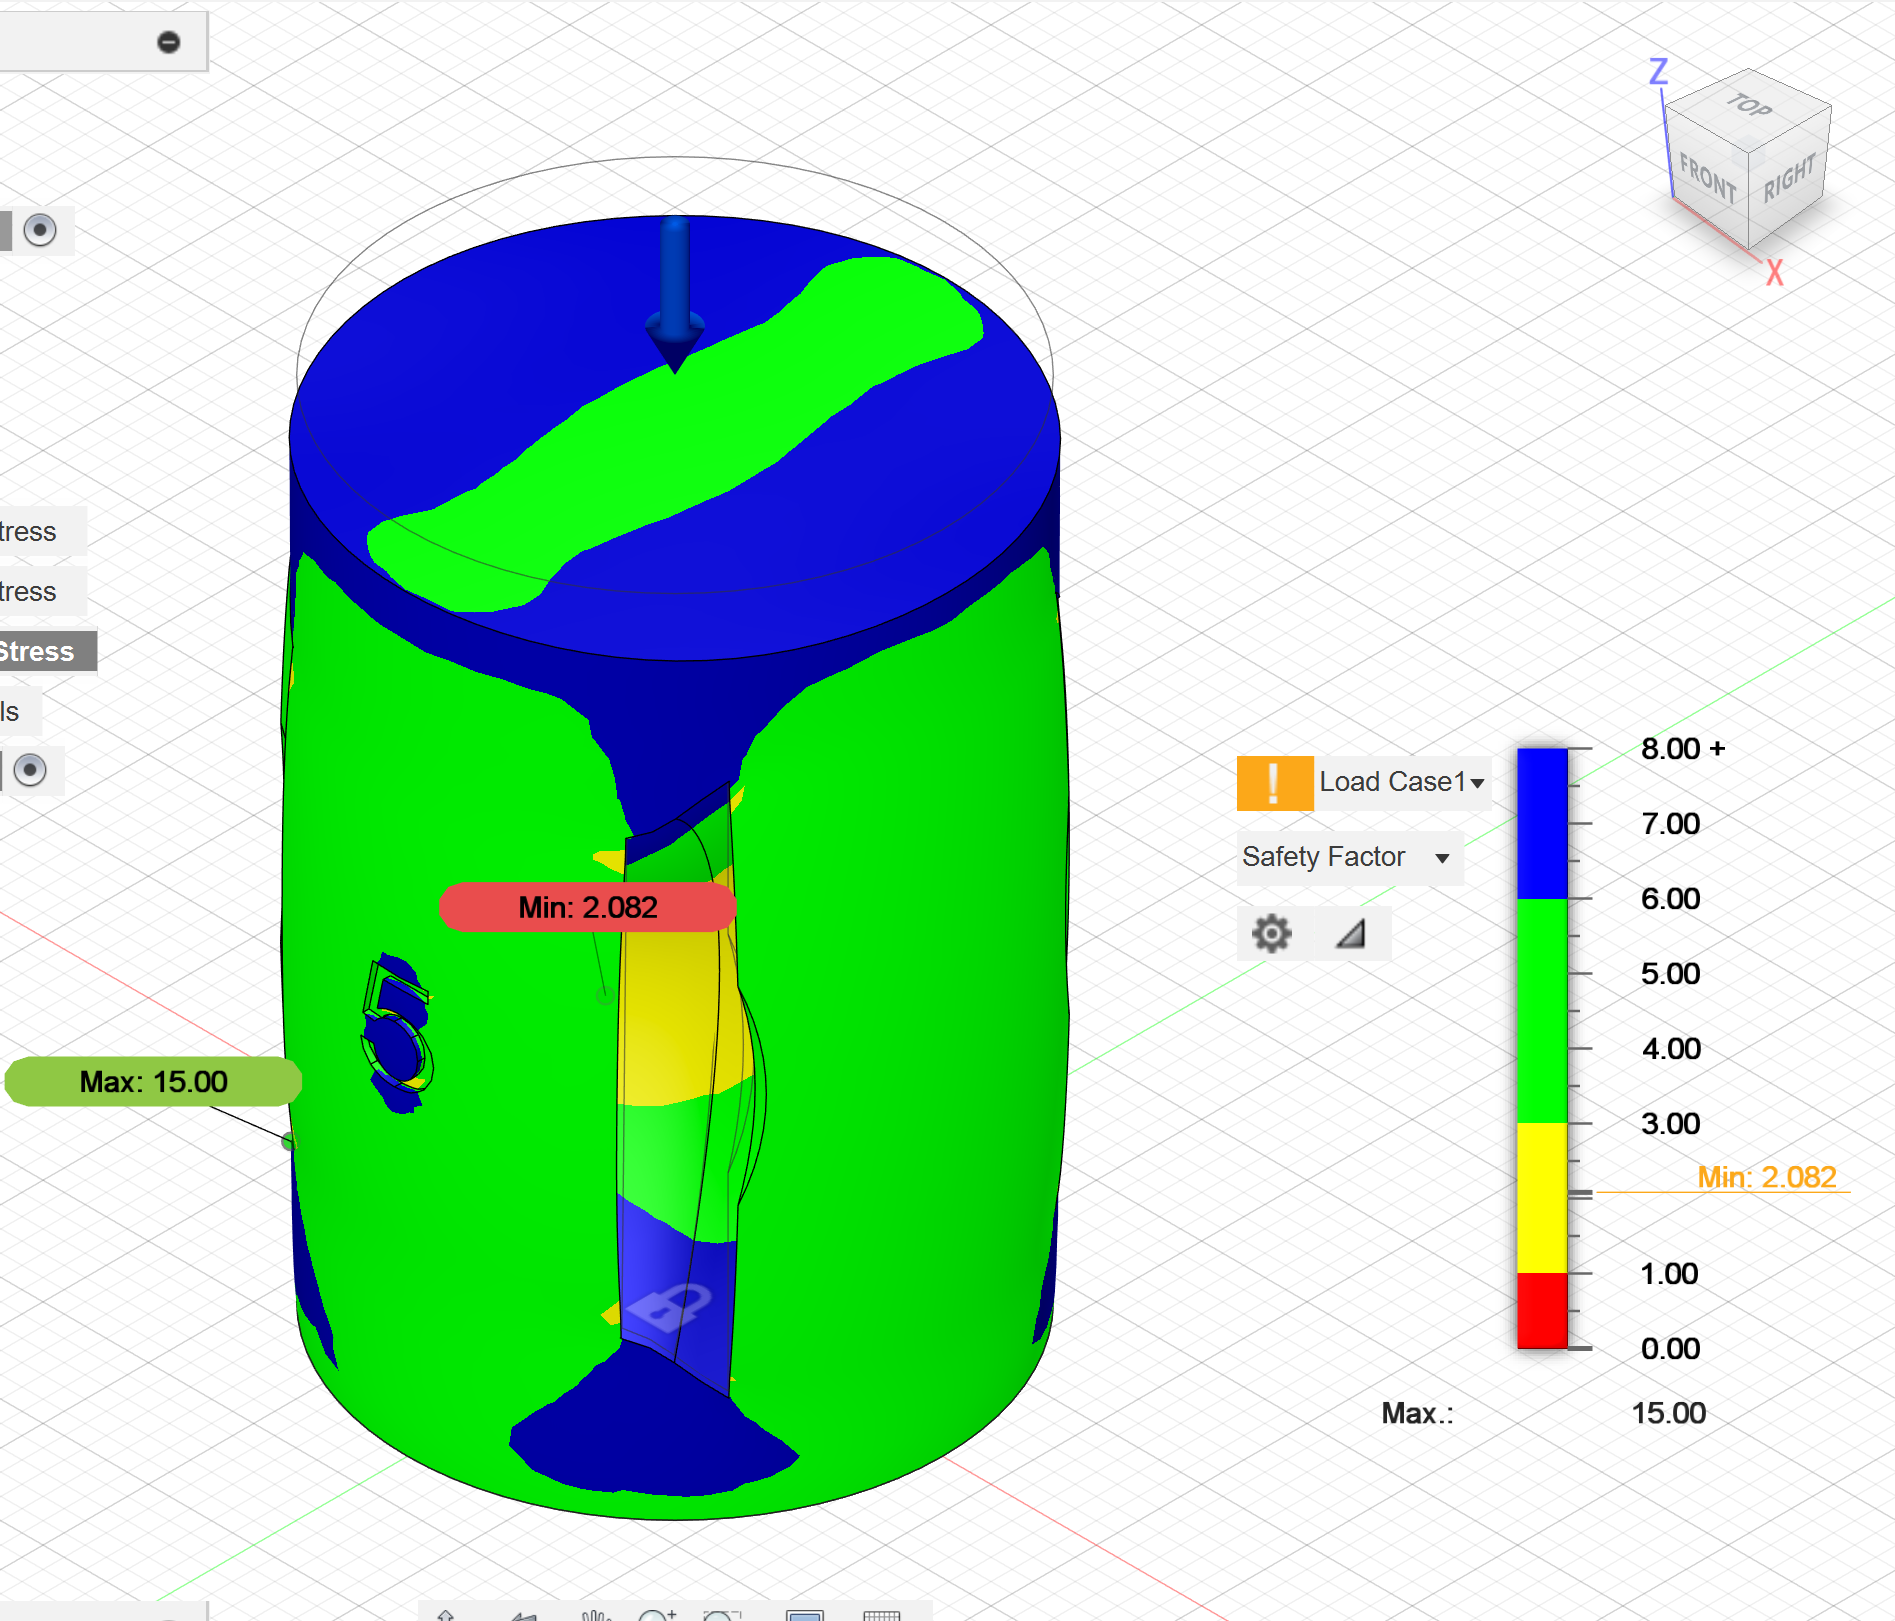 Z
TOP
FRONT
RIGHT
X
tress
tress
Stress
ls
8.00 +
Load Case1
7.00
Safety Factor
6.00
Min: 2.082
5.00
4.00
Max: 15.00
3.00
Min: 2.082
1.00
0.00
Max.: 15.00